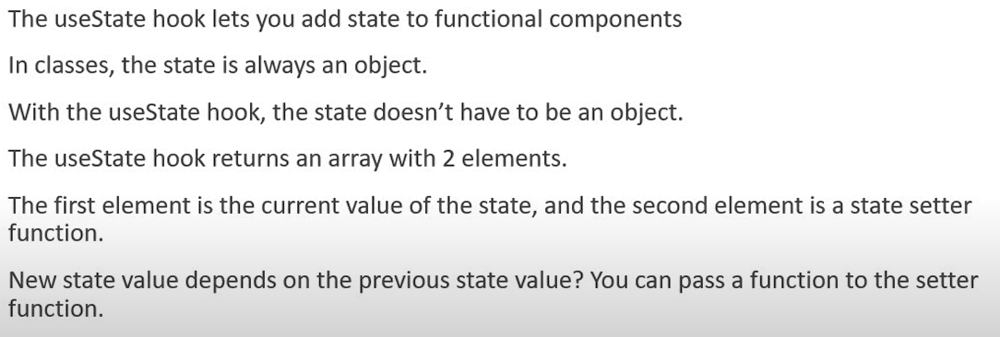 The useState hook lets you add state to functional components
In classes, the state is always an object.
With the useState hook, the state doesn’t have to be an object.
The useState hook returns an array with 2 elements.
The first element is the current value of the state, and the second element is a state setter
function.
New state value depends on the previous state value? You can pass a function to the setter
function.